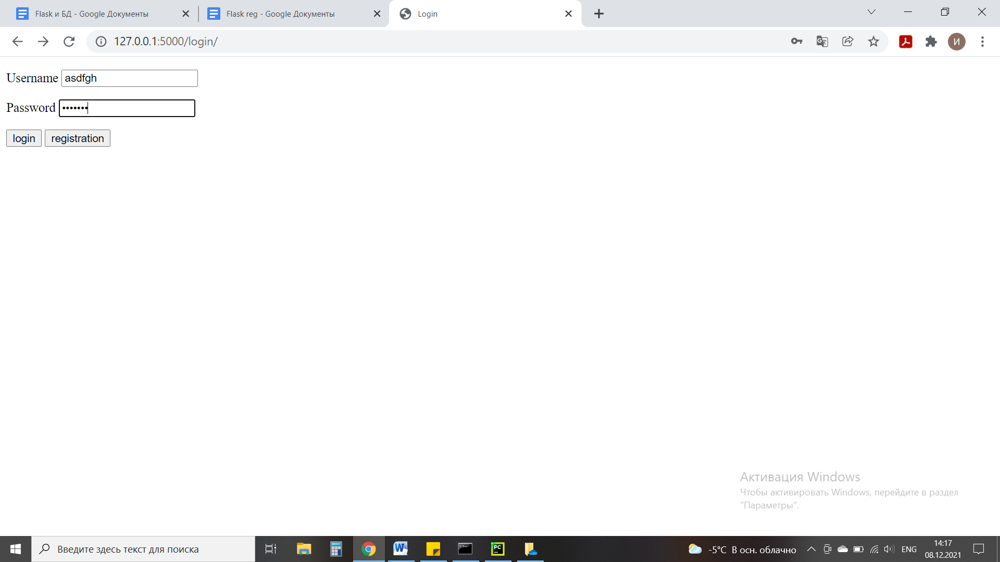 Flask и БД - Google Документы
Flask reg - Google Документы
Login
127.0.0.1:5000/login/
И
Username asdfgh
Password •••••••
login registration
Активация Windows
Чтобы активировать Windows, перейдите в раздел
"Параметры".
Введите здесь текст для поиска
-5°C В осн. облачно
ENG
14:17
08.12.2021